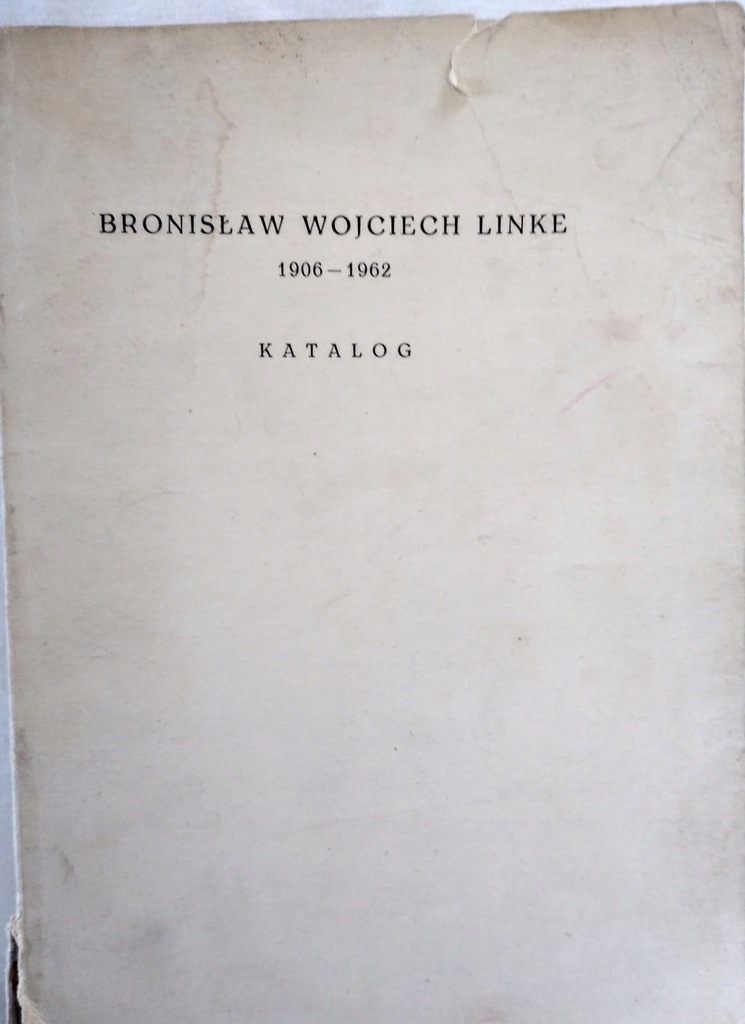 BRONISŁAW WOJCIECH LINKE
1906—1962
KATALOG